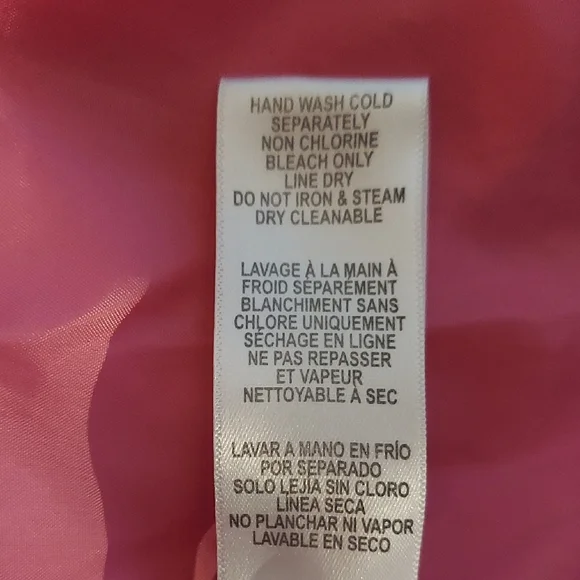 HAND WASH COLD
SEPARATELY
NON CHLORINE
BLEACH ONLY
LINE DRY
DO NOT IRON & STEAM
DRY CLEANABLE
LAVAGE À LA MAIN À
FROID SÉPARÉMENT
BLANCHIMENT SANS
CHLORE UNIQUEMENT
SÉCHAGE EN LIGNE
NE PAS REPASSER
ET VAPEUR
NETTOYABLE À SEC
LAVAR A MANO EN FRÍO
POR SEPARADO
SOLO LEJÍA SIN CLORO
LÍNEA SECA
NO PLANCHAR NI VAPOR
LAVABLE EN SECO